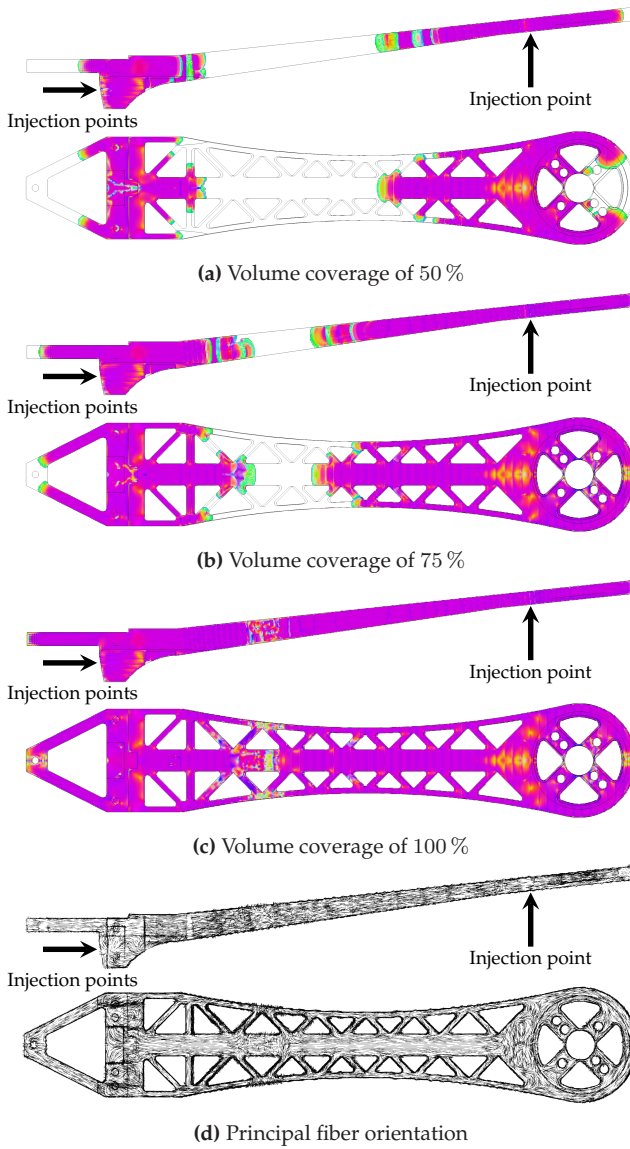 Injection points
Injection point
(a) Volume coverage of 50 %
Injection points
Injection point
(b) Volume coverage of 75 %
Injection points
Injection point
(c) Volume coverage of 100 %
Injection points
Injection point
(d) Principal fiber orientation